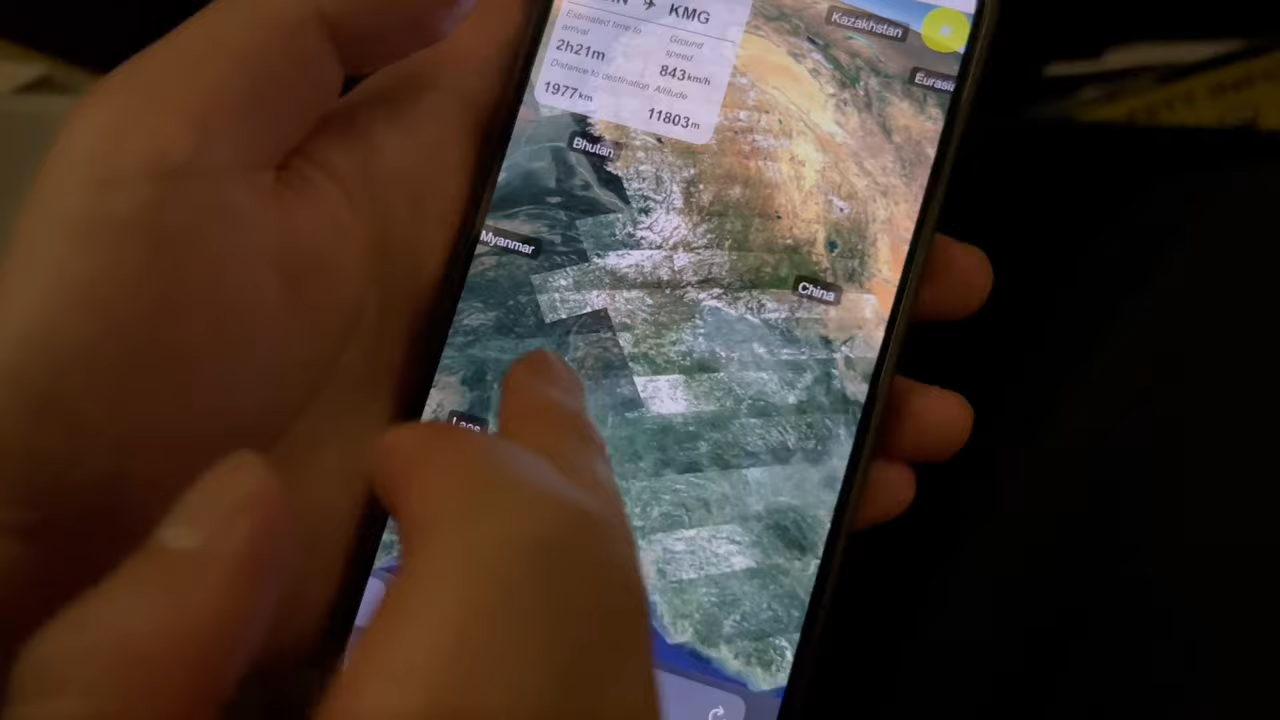 KMG
Estimated time to
arrival
2h21m
Ground
speed
843km/h
Distance to destination
1977km
Altitude
11803m
Kazakhstan
Bhutan
Myanmar
China
Laos